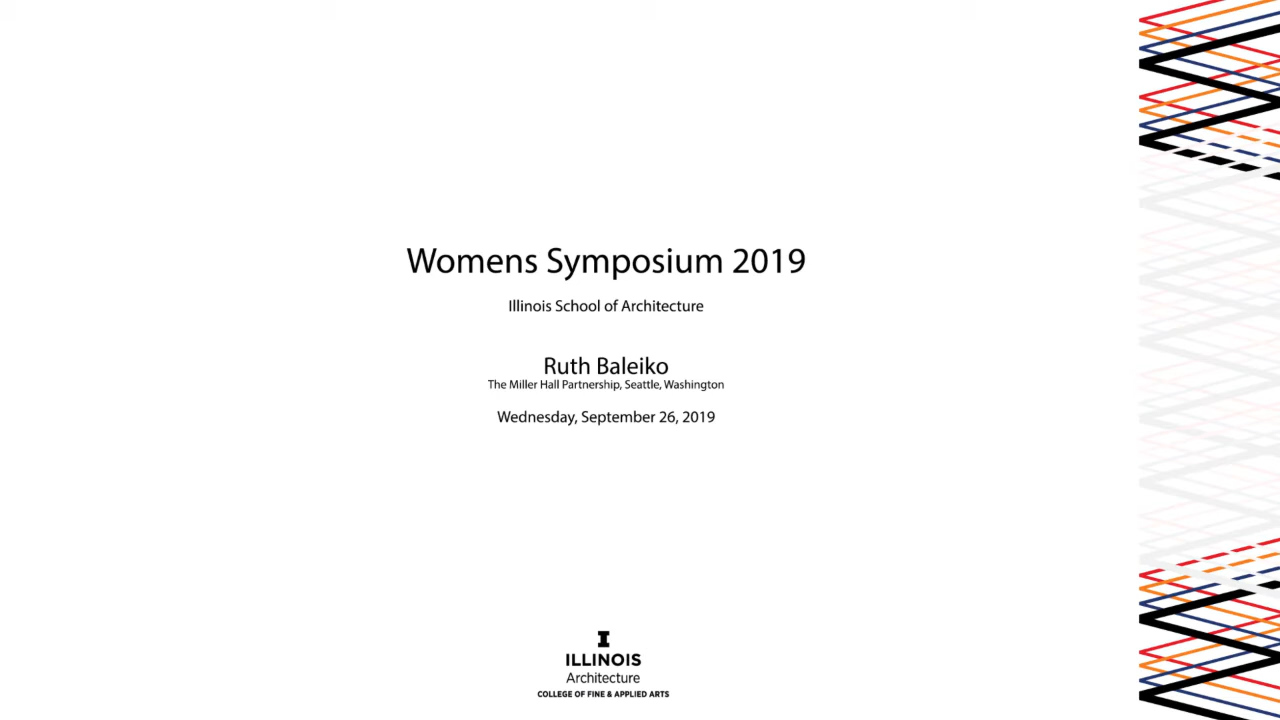 Womens Symposium 2019
Illinois School of Architecture
Ruth Baleiko
The Miller Hall Partnership, Seattle, Washington
Wednesday, September 26, 2019
I
ILLINOIS
Architecture
COLLEGE OF FINE & APPLIED ARTS